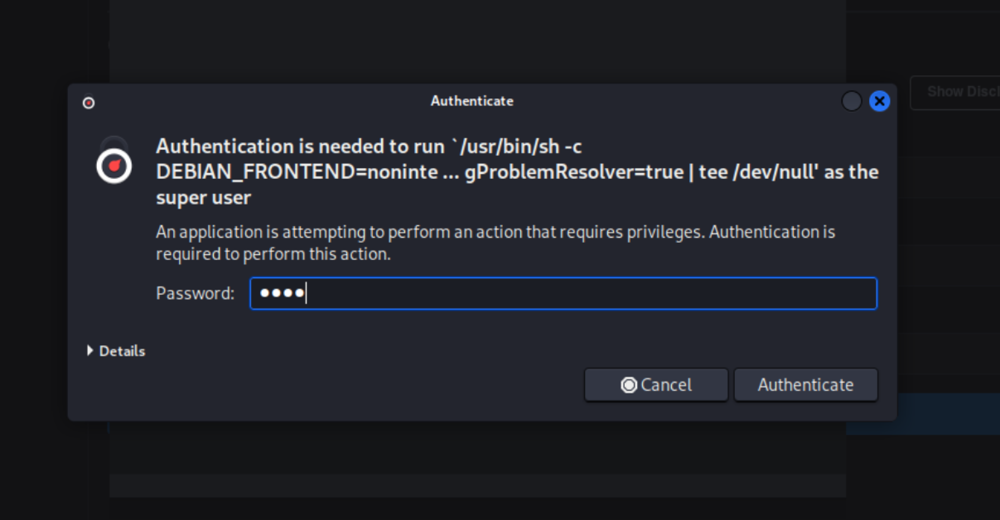 Authenticate
Show Discl
Authentication is needed to run `/usr/bin/sh -c
DEBIAN_FRONTEND=noninte ... gProblemResolver=true | tee /dev/null' as the
super user
An application is attempting to perform an action that requires privileges. Authentication is
required to perform this action.
Password: ●●●●
Details
Cancel Authenticate